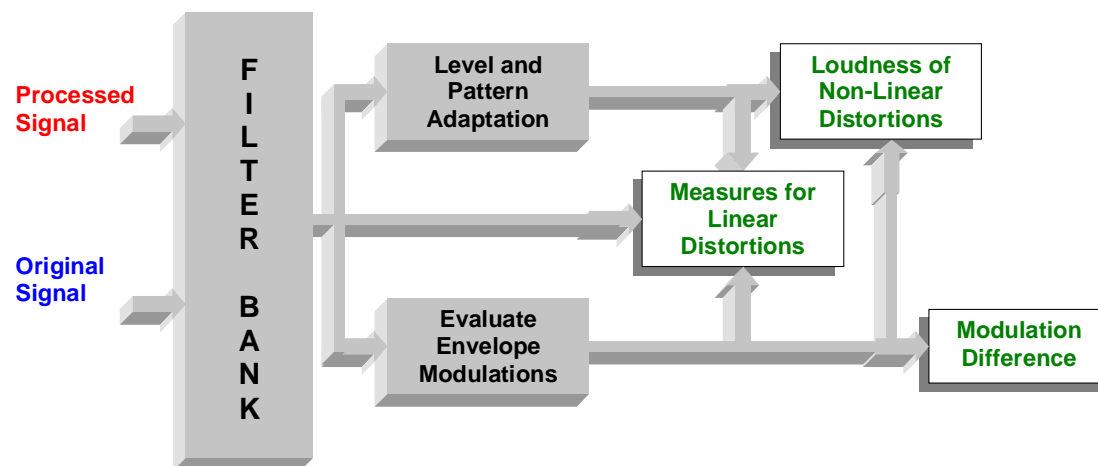 Processed
Signal
Original
Signal
F
I
L
T
E
R
B
A
N
K
Level and
Pattern
Adaptation
Evaluate
Envelope
Modulations
Measures for
Linear
Distortions
Loudness of
Non-Linear
Distortions
Modulation
Difference